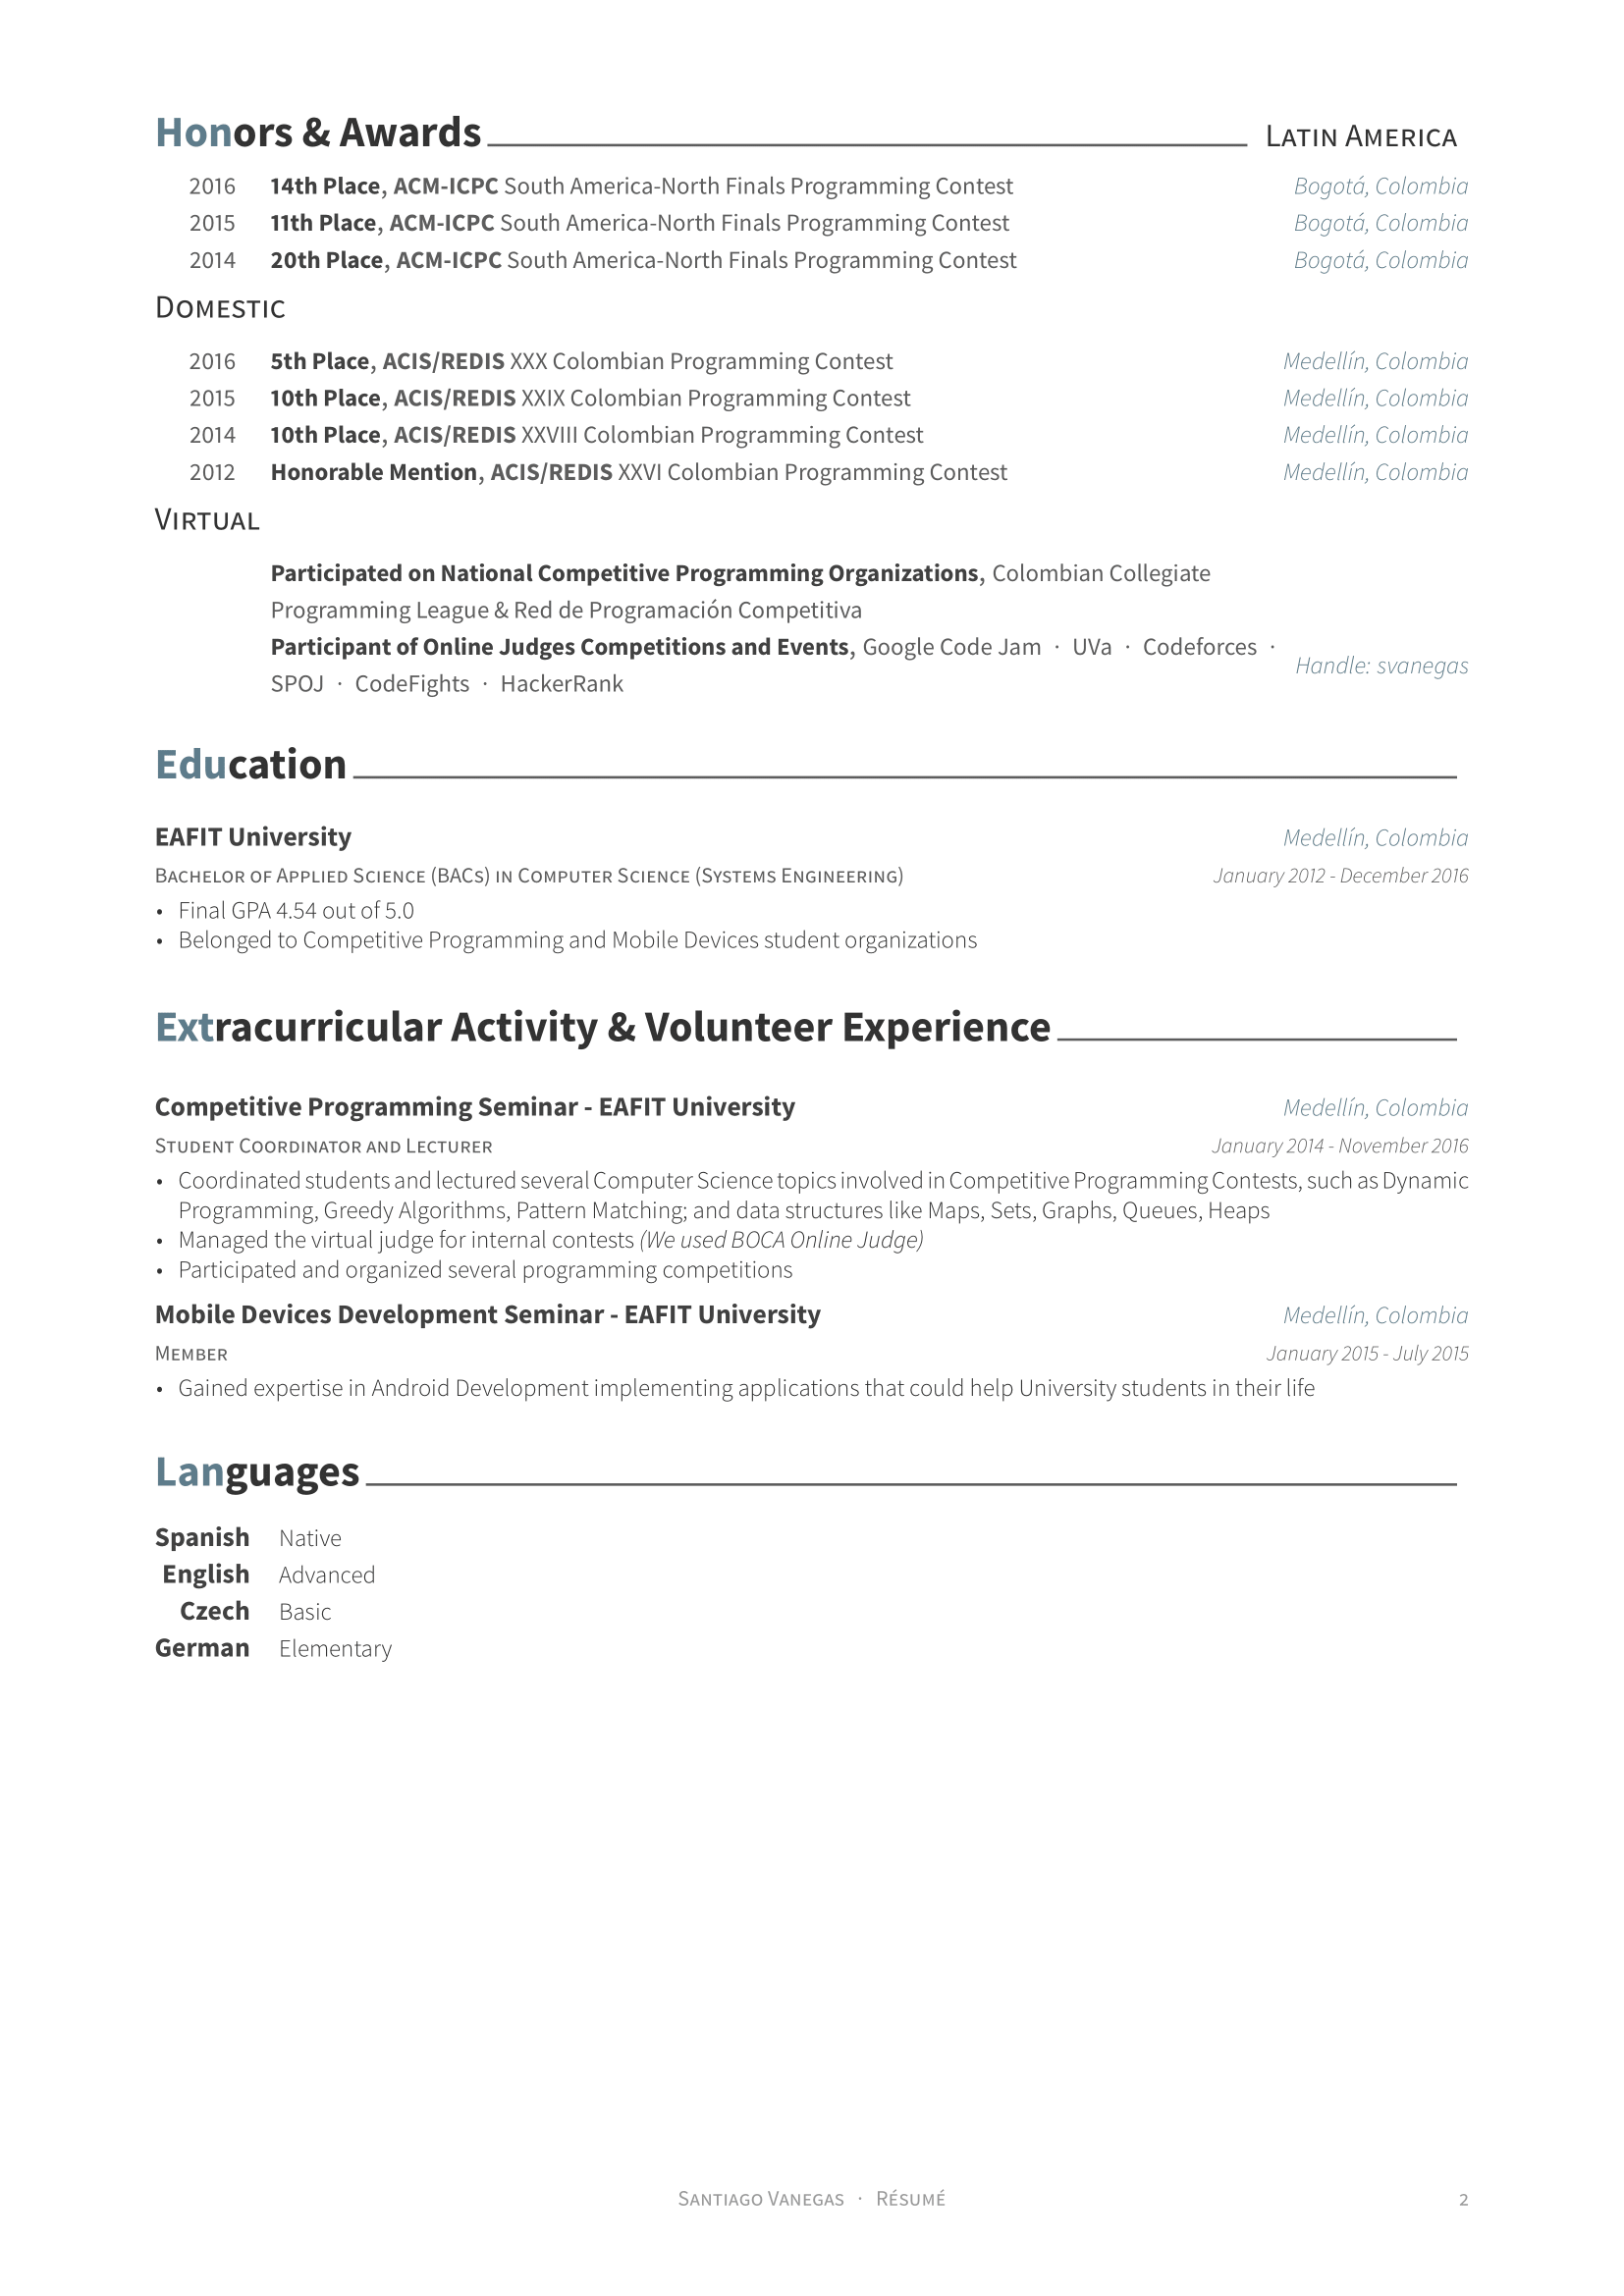 Honors & Awards Latin America
2016 14th Place, ACM-ICPC South America-North Finals Programming Contest Bogotá, Colombia
2015 11th Place, ACM-ICPC South America-North Finals Programming Contest Bogotá, Colombia
2014 20th Place, ACM-ICPC South America-North Finals Programming Contest Bogotá, Colombia
Domestic
2016 5th Place, ACIS/REDIS XXX Colombian Programming Contest Medellín, Colombia
2015 10th Place, ACIS/REDIS XXIX Colombian Programming Contest Medellín, Colombia
2014 10th Place, ACIS/REDIS XXVIII Colombian Programming Contest Medellín, Colombia
2012 Honorable Mention, ACIS/REDIS XXVI Colombian Programming Contest Medellín, Colombia
Virtual
Participated on National Competitive Programming Organizations, Colombian Collegiate
Programming League & Red de Programación Competitiva
Participant of Online Judges Competitions and Events, Google Code Jam · UVa · Codeforces ·
SPOJ · CodeFights · HackerRank
Handle: svanegas
Education
EAFIT University Medellín, Colombia
Bachelor of Applied Science (BACs) in Computer Science (Systems Engineering) January 2012 - December 2016
• Final GPA 4.54 out of 5.0
• Belonged to Competitive Programming and Mobile Devices student organizations
Extracurricular Activity & Volunteer Experience
Competitive Programming Seminar - EAFIT University Medellín, Colombia
Student Coordinator and Lecturer January 2014 - November 2016
• Coordinated students and lectured several Computer Science topics involved in Competitive Programming Contests, such as Dynamic
Programming, Greedy Algorithms, Pattern Matching; and data structures like Maps, Sets, Graphs, Queues, Heaps
• Managed the virtual judge for internal contests (We used BOCA Online Judge)
• Participated and organized several programming competitions
Mobile Devices Development Seminar - EAFIT University Medellín, Colombia
Member January 2015 - July 2015
• Gained expertise in Android Development implementing applications that could help University students in their life
Languages
Spanish Native
English Advanced
Czech Basic
German Elementary
Santiago Vanegas · Résumé 2